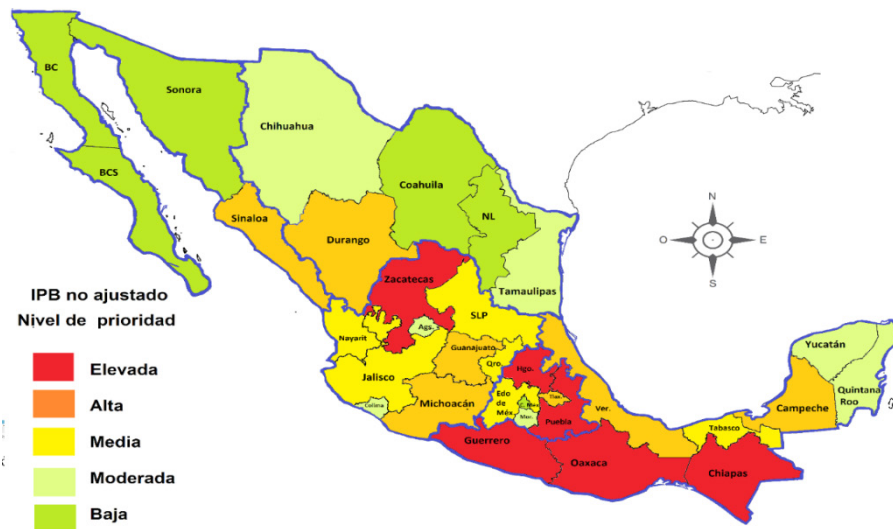 BC
Sonora
Chihuahua
BCS
Coahuila
NL
Sinaloa
Durango
Tamaulipas
Zacatecas
SLP
Ags.
Nayarit
Guanajuato
Qro.
Hgo.
Jalisco
Edo
de
Méx.
Tlax.
Colima
Michoacán
Mor.
Puebla
Ver.
Guerrero
Oaxaca
Tabasco
Chiapas
Campeche
Yucatán
Quintana
Roo
N
O
E
S
IPB no ajustado
Nivel de prioridad
Elevada
Alta
Media
Moderada
Baja